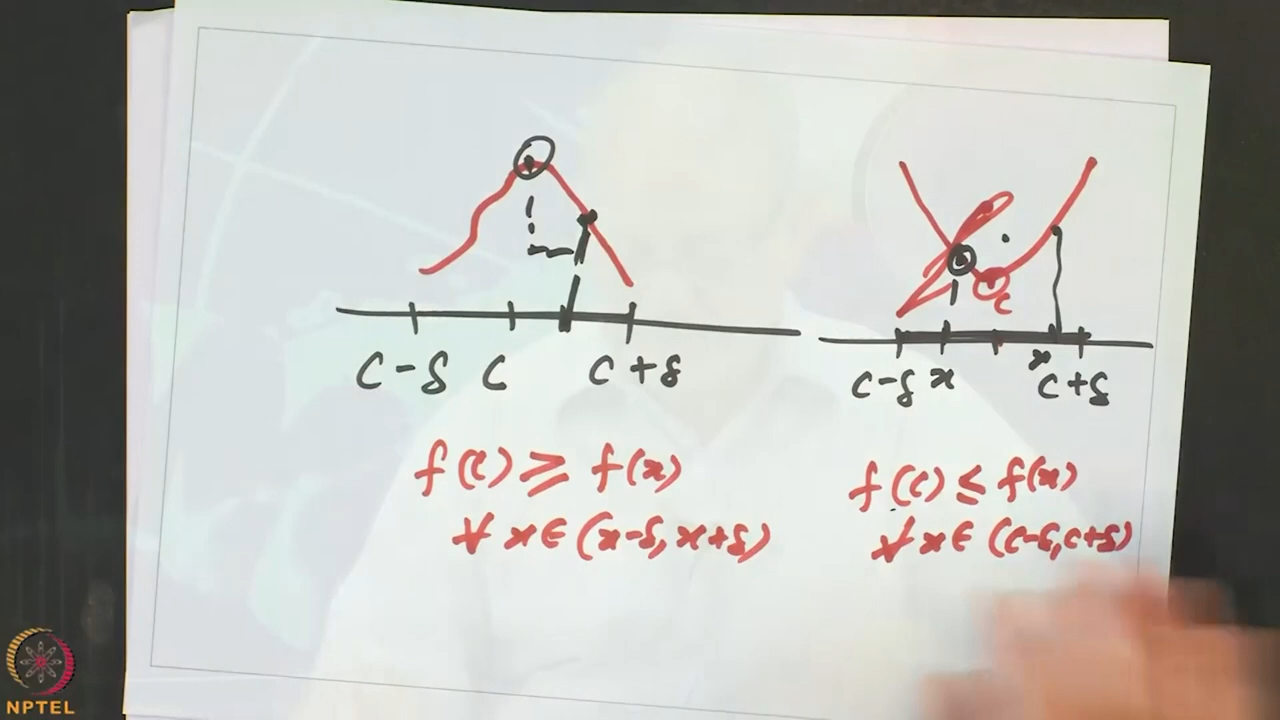 C-δ C C+δ
f(c) ≥ f(x)
∀ x ∈ (x-δ, x+δ)
c
C-δ x x C+δ
f(c) ≤ f(x)
∀ x ∈ (c-δ, c+δ)
NPTEL